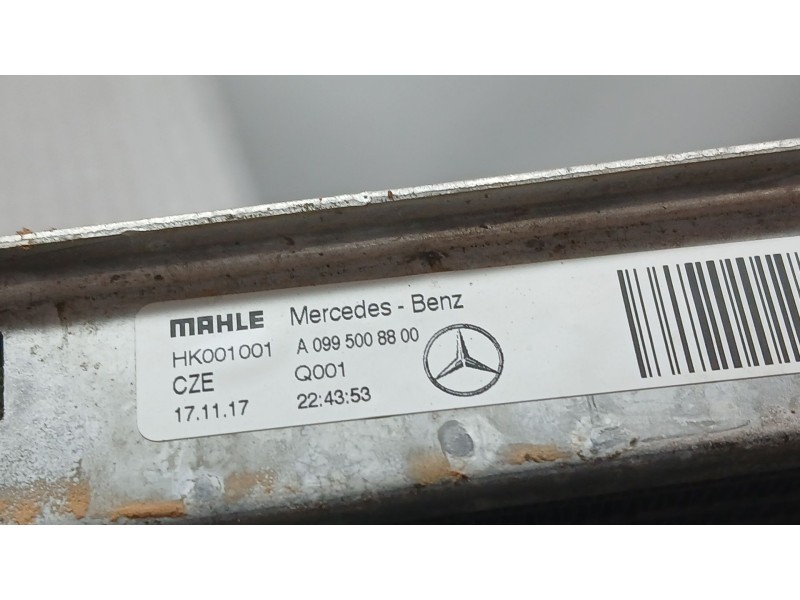 MAHLE Mercedes - Benz
HK001001 A 099 500 88 00
CZE Q001
17.11.17 22:43:53